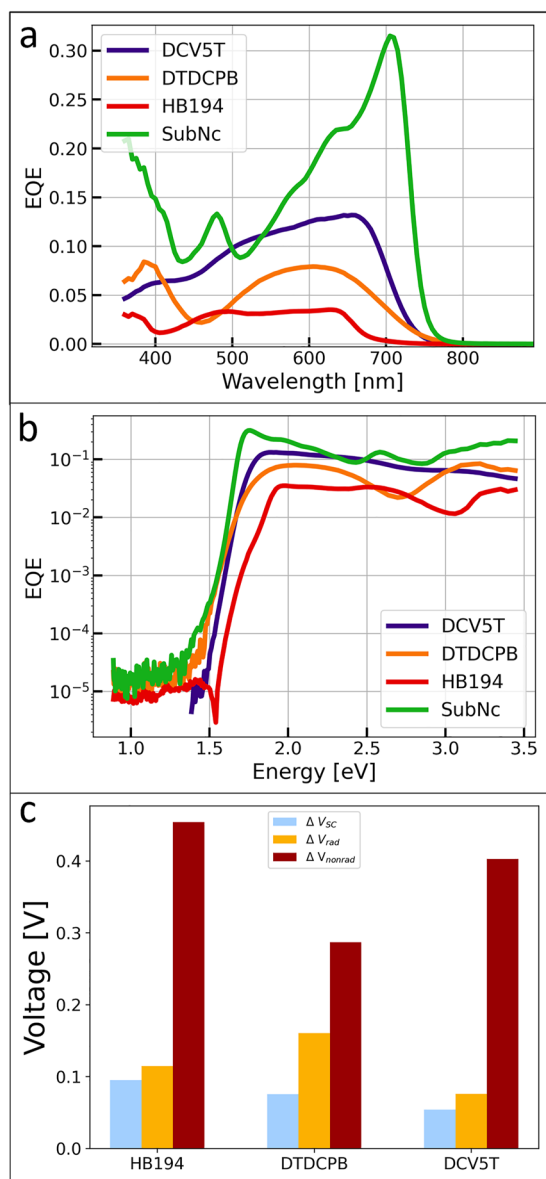 a
DCV5T
DTDCPB
HB194
SubNc
EQE
0.30
0.25
0.20
0.15
0.10
0.05
0.00
400 500 600 700 800
Wavelength [nm]
b
EQE
10⁻¹
10⁻²
10⁻³
10⁻⁴
10⁻⁵
DCV5T
DTDCPB
HB194
SubNc
1.0 1.5 2.0 2.5 3.0 3.5
Energy [eV]
c
Δ V_SC
Δ V_rad
Δ V_nonrad
Voltage [V]
0.4
0.3
0.2
0.1
0.0
HB194 DTDCPB DCV5T